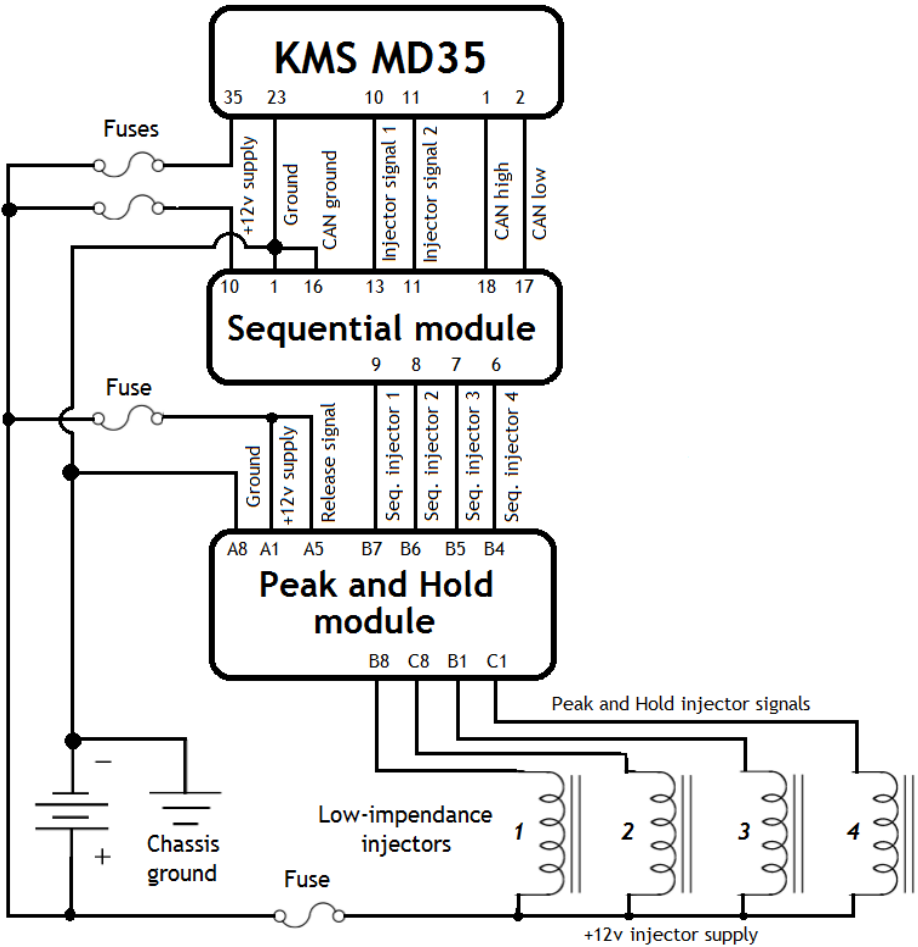 KMS MD35
35 23 10 11 1 2
Fuses
+12v supply
Ground
CAN ground
Injector signal 1
Injector signal 2
CAN high
CAN low
10 1 16 13 11 18 17
Sequential module
9 8 7 6
Fuse
Ground
+12v supply
Release signal
Seq. injector 1
Seq. injector 2
Seq. injector 3
Seq. injector 4
A8 A1 A5 B7 B6 B5 B4
Peak and Hold
module
B8 C8 B1 C1
Peak and Hold injector signals
−
+
Chassis
ground
Low-impendance
injectors
1 2 3 4
Fuse
+12v injector supply